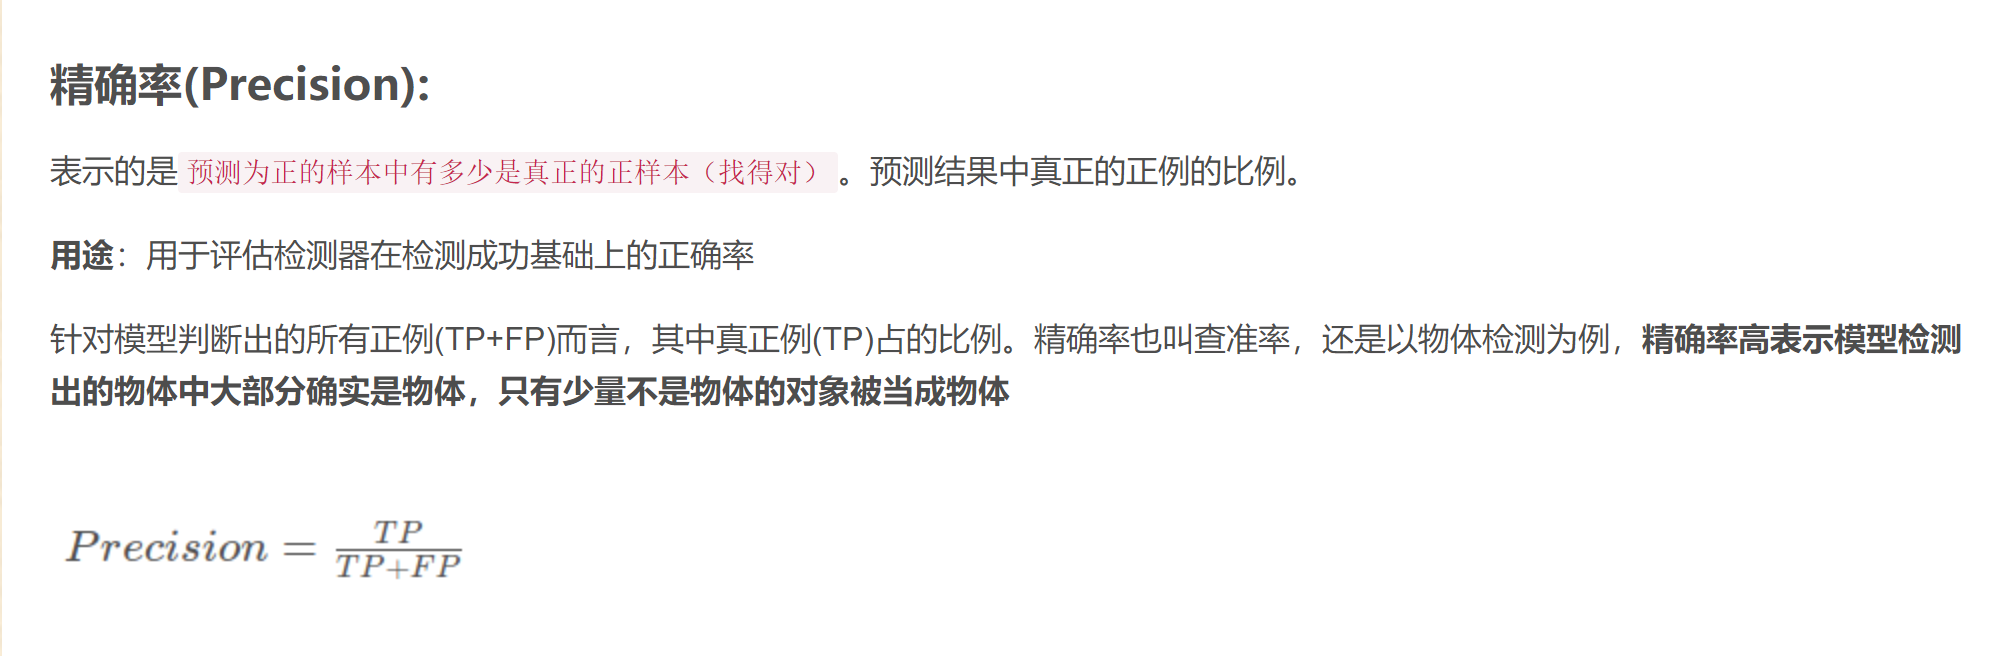 精确率(Precision):
表示的是 预测为正的样本中有多少是真正的正样本（找得对） 。预测结果中真正的正例的比例。
用途：用于评估检测器在检测成功基础上的正确率
针对模型判断出的所有正例(TP+FP)而言，其中真正例(TP)占的比例。精确率也叫查准率，还是以物体检测为例，精确率高表示模型检测
出的物体中大部分确实是物体，只有少量不是物体的对象被当成物体
Precision = TP / TP+FP